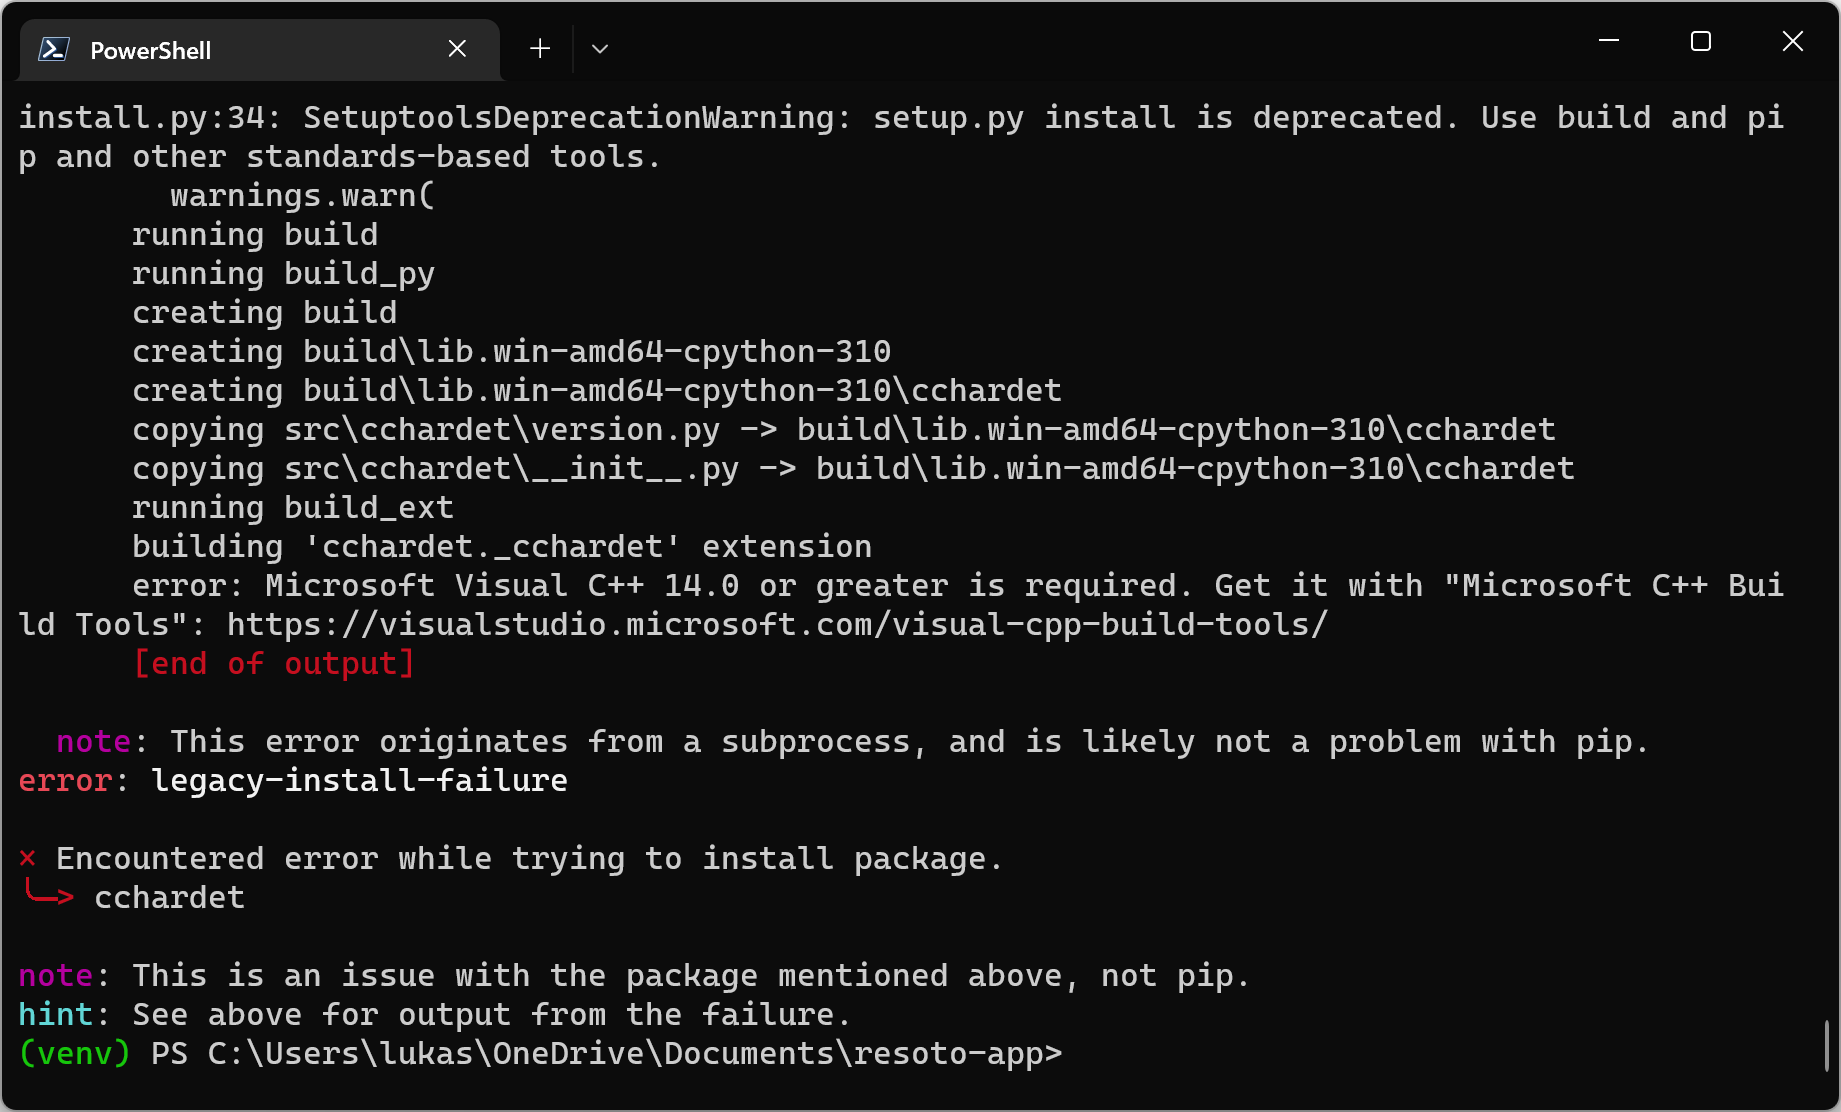 PowerShell
install.py:34: SetuptoolsDeprecationWarning: setup.py install is deprecated. Use build and pi
p and other standards-based tools.
warnings.warn(
running build
running build_py
creating build
creating build\lib.win-amd64-cpython-310
creating build\lib.win-amd64-cpython-310\cchardet
copying src\cchardet\version.py -> build\lib.win-amd64-cpython-310\cchardet
copying src\cchardet\__init__.py -> build\lib.win-amd64-cpython-310\cchardet
running build_ext
building 'cchardet._cchardet' extension
error: Microsoft Visual C++ 14.0 or greater is required. Get it with "Microsoft C++ Bui
ld Tools": https://visualstudio.microsoft.com/visual-cpp-build-tools/
[end of output]
note: This error originates from a subprocess, and is likely not a problem with pip.
error: legacy-install-failure
× Encountered error while trying to install package.
╰─> cchardet
note: This is an issue with the package mentioned above, not pip.
hint: See above for output from the failure.
(venv) PS C:\Users\lukas\OneDrive\Documents\resoto-app>